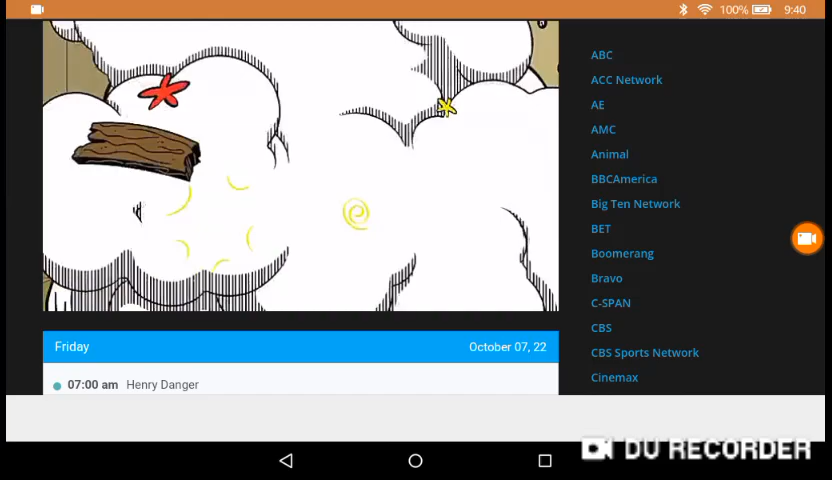 100% 9:40
ABC
ACC Network
AE
AMC
Animal
BBCAmerica
Big Ten Network
BET
Boomerang
Bravo
C-SPAN
CBS
CBS Sports Network
Cinemax
Friday October 07, 22
07:00 am Henry Danger
DU RECORDER